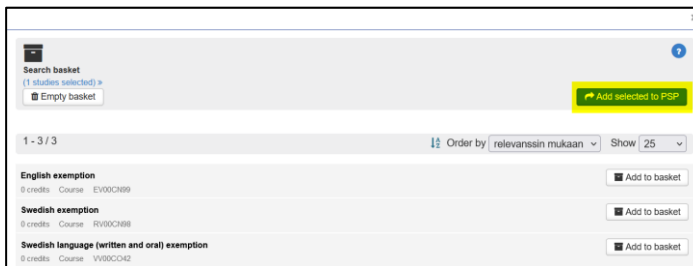 ?
Search basket
(1 studies selected) »
Empty basket
Add selected to PSP
1 - 3 / 3
Order by relevanssin mukaan Show 25
English exemption
Add to basket
0 credits Course EV00CN99
Swedish exemption
Add to basket
0 credits Course RV00CN98
Swedish language (written and oral) exemption
Add to basket
0 credits Course VV00CO42